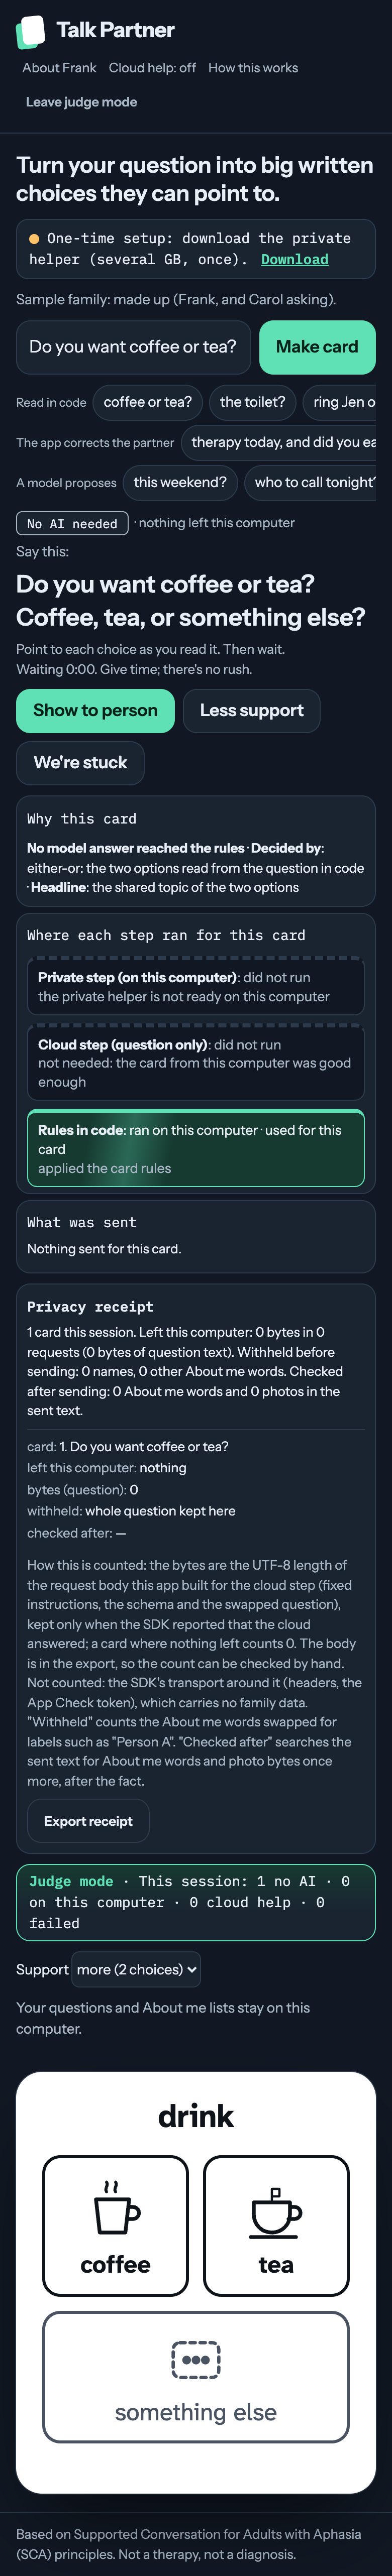 Talk Partner
About Frank Cloud help: off How this works
Leave judge mode
Turn your question into big written
choices they can point to.
One-time setup: download the private
helper (several GB, once). Download
Sample family: made up (Frank, and Carol asking).
Do you want coffee or tea? Make card
Read in code coffee or tea? the toilet? ring Jen o
The app corrects the partner therapy today, and did you ea
A model proposes this weekend? who to call tonight?
No AI needed · nothing left this computer
Say this:
Do you want coffee or tea?
Coffee, tea, or something else?
Point to each choice as you read it. Then wait.
Waiting 0:00. Give time; there's no rush.
Show to person Less support
We're stuck
Why this card
No model answer reached the rules · Decided by:
either-or: the two options read from the question in code
· Headline: the shared topic of the two options
Where each step ran for this card
Private step (on this computer): did not run
the private helper is not ready on this computer
Cloud step (question only): did not run
not needed: the card from this computer was good
enough
Rules in code: ran on this computer · used for this
card
applied the card rules
What was sent
Nothing sent for this card.
Privacy receipt
1 card this session. Left this computer: 0 bytes in 0
requests (0 bytes of question text). Withheld before
sending: 0 names, 0 other About me words. Checked
after sending: 0 About me words and 0 photos in the
sent text.
card: 1. Do you want coffee or tea?
left this computer: nothing
bytes (question): 0
withheld: whole question kept here
checked after: —
How this is counted: the bytes are the UTF-8 length of
the request body this app built for the cloud step (fixed
instructions, the schema and the swapped question),
kept only when the SDK reported that the cloud
answered; a card where nothing left counts 0. The body
is in the export, so the count can be checked by hand.
Not counted: the SDK's transport around it (headers, the
App Check token), which carries no family data.
"Withheld" counts the About me words swapped for
labels such as "Person A". "Checked after" searches the
sent text for About me words and photo bytes once
more, after the fact.
Export receipt
Judge mode · This session: 1 no AI · 0
on this computer · 0 cloud help · 0
failed
Support more (2 choices)
Your questions and About me lists stay on this
computer.
drink
coffee tea
something else
Based on Supported Conversation for Adults with Aphasia
(SCA) principles. Not a therapy, not a diagnosis.